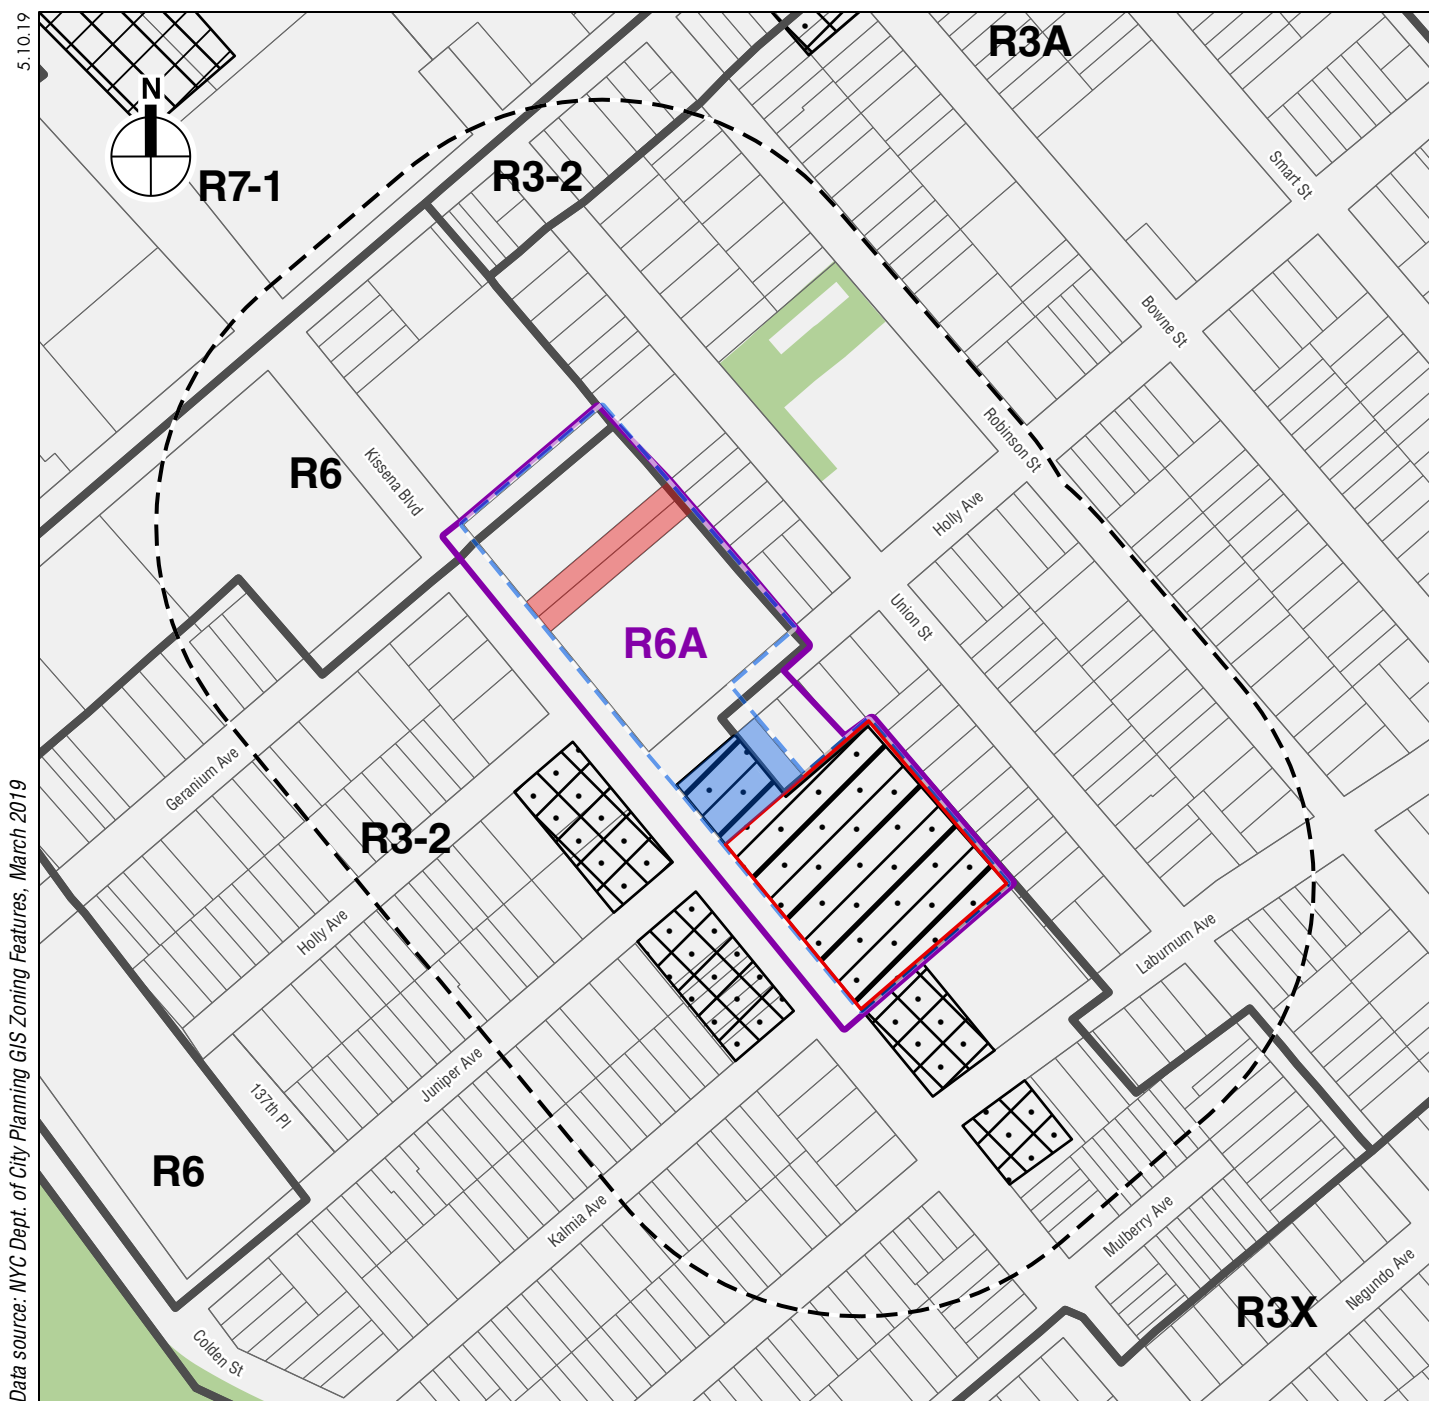 5.10.19
R3A
N
R7-1
R3-2
Smart St
Bowne St
Robinson St
R6
Kissena Blvd
Holly Ave
Union St
R6A
Geranium Ave
R3-2
Holly Ave
Laburnum Ave
Juniper Ave
137th Pl
R6
Kalmia Ave
Mulberry Ave
Negundo Ave
R3X
Colden St
Data source: NYC Dept. of City Planning GIS Zoning Features, March 2019